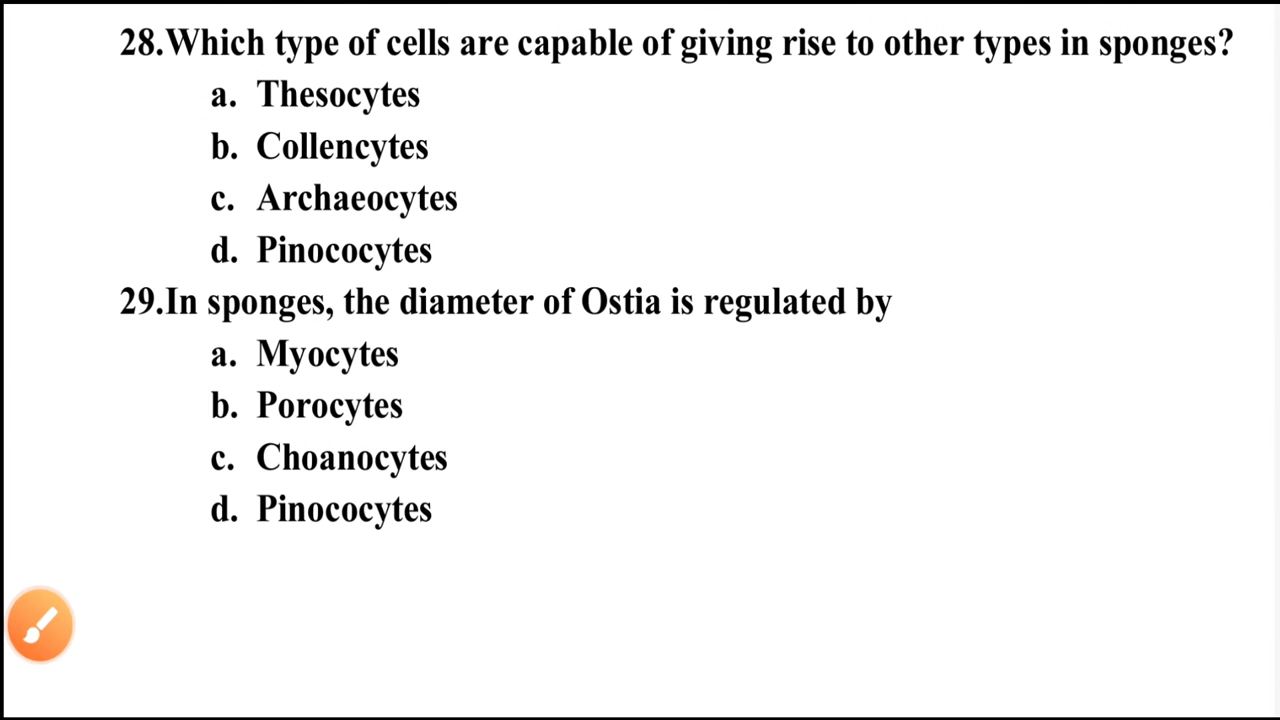 28.Which type of cells are capable of giving rise to other types in sponges?
a. Thesocytes
b. Collencytes
c. Archaeocytes
d. Pinococytes
29.In sponges, the diameter of Ostia is regulated by
a. Myocytes
b. Porocytes
c. Choanocytes
d. Pinococytes